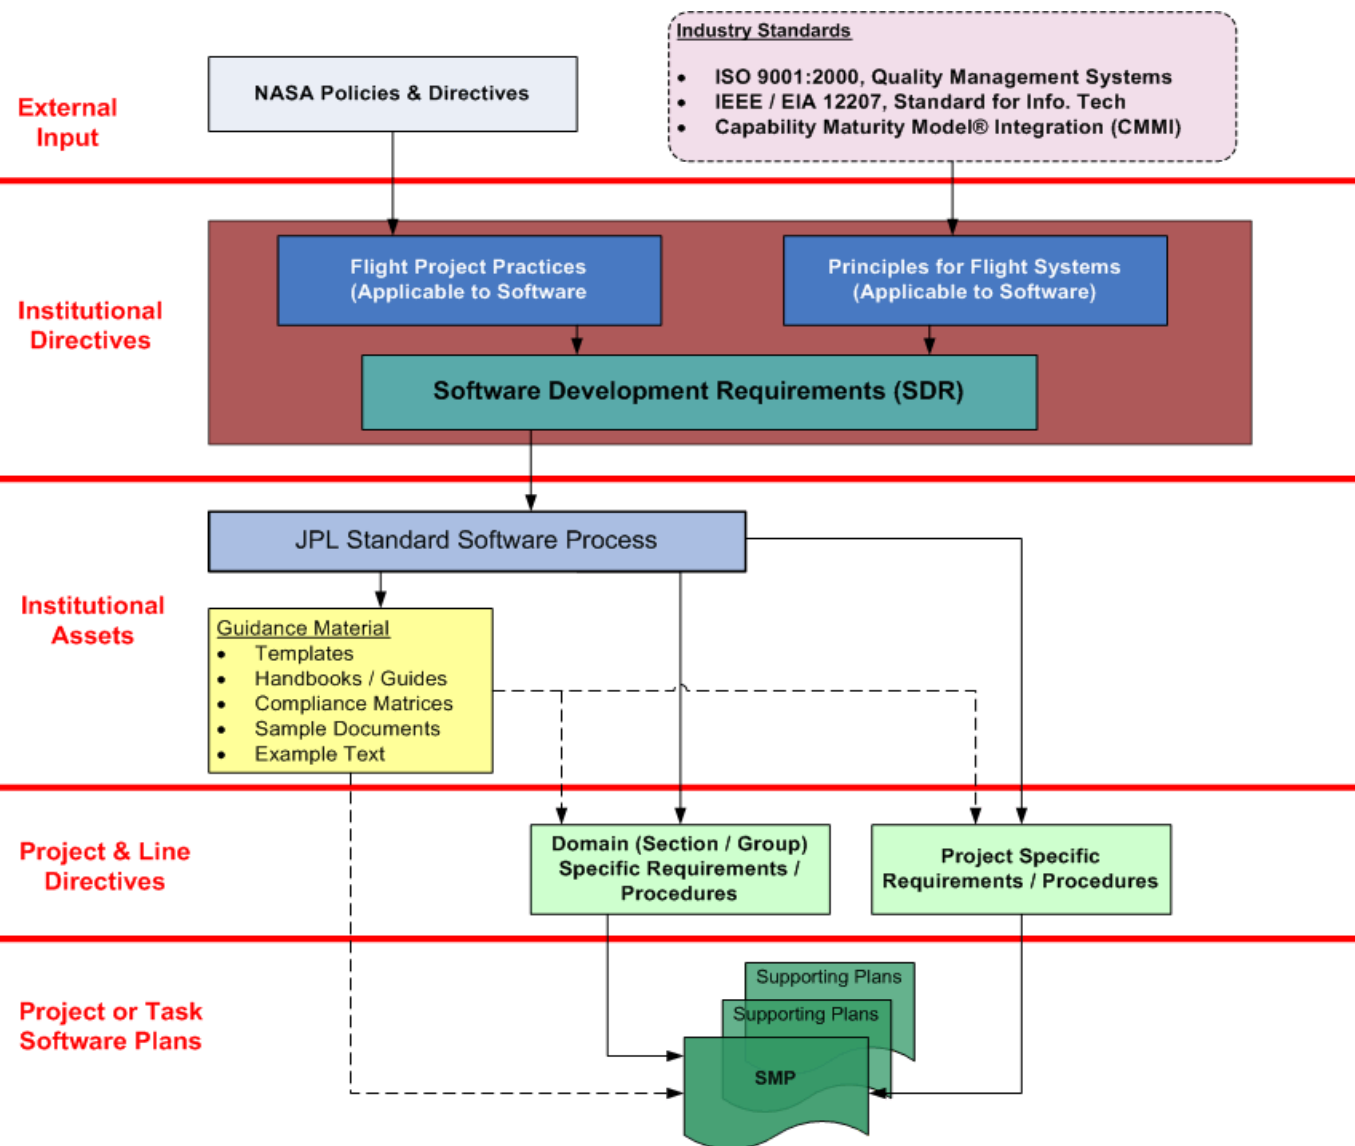 External
Input
NASA Policies & Directives
Industry Standards
• ISO 9001:2000, Quality Management Systems
• IEEE / EIA 12207, Standard for Info. Tech
• Capability Maturity Model® Integration (CMMI)
Institutional
Directives
Flight Project Practices
(Applicable to Software
Principles for Flight Systems
(Applicable to Software)
Software Development Requirements (SDR)
Institutional
Assets
JPL Standard Software Process
Guidance Material
• Templates
• Handbooks / Guides
• Compliance Matrices
• Sample Documents
• Example Text
Project & Line
Directives
Domain (Section / Group)
Specific Requirements /
Procedures
Project Specific
Requirements / Procedures
Project or Task
Software Plans
Supporting Plans
Supporting Plans
SMP